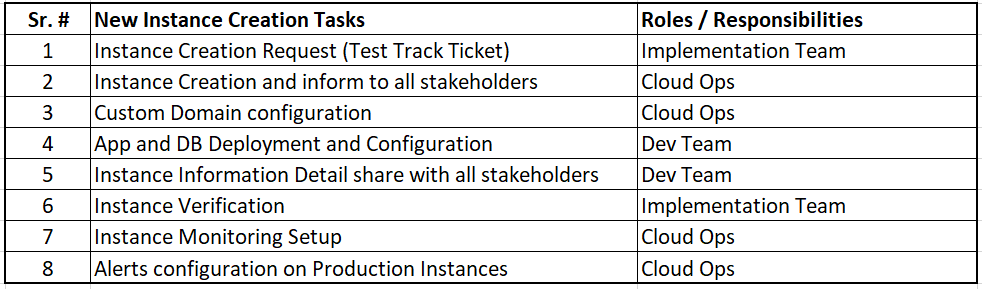 Sr. # New Instance Creation Tasks Roles / Responsibilities
1 Instance Creation Request (Test Track Ticket) Implementation Team
2 Instance Creation and inform to all stakeholders Cloud Ops
3 Custom Domain configuration Cloud Ops
4 App and DB Deployment and Configuration Dev Team
5 Instance Information Detail share with all stakeholders Dev Team
6 Instance Verification Implementation Team
7 Instance Monitoring Setup Cloud Ops
8 Alerts configuration on Production Instances Cloud Ops